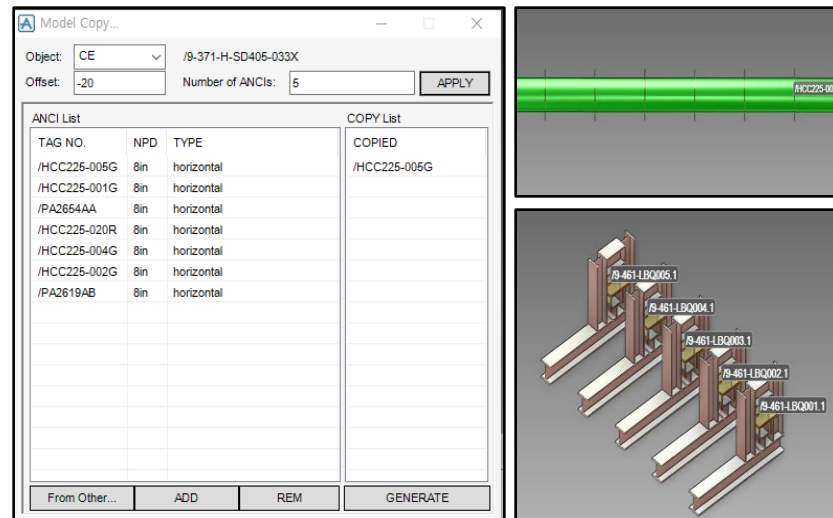 Model Copy...
Object: CE /9-371-H-SD405-033X
Offset: -20 Number of ANCIs: 5 APPLY
ANCI List COPY List
TAG NO. NPD TYPE COPIED
/HCC225-005G 8in horizontal /HCC225-005G
/HCC225-001G 8in horizontal
/PA2654AA 8in horizontal
/HCC225-020R 8in horizontal
/HCC225-004G 8in horizontal
/HCC225-002G 8in horizontal
/PA2619AB 8in horizontal
From Other... ADD REM GENERATE
/HCC225-00
/9-461-LBQ005.1
/9-461-LBQ004.1
/9-461-LBQ003.1
/9-461-LBQ002.1
/9-461-LBQ001.1